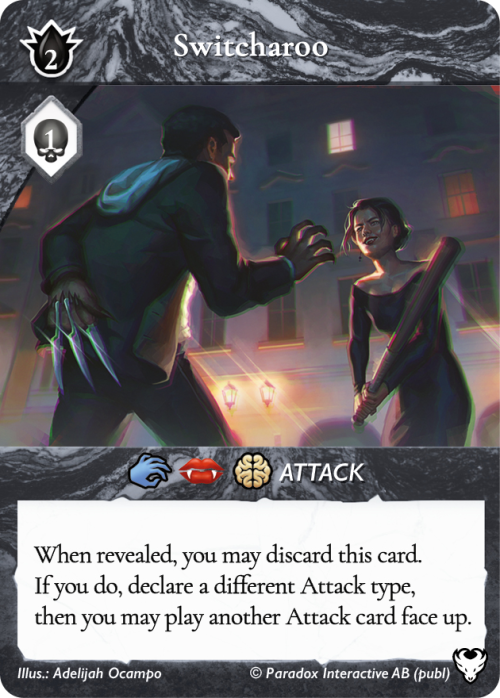 Switcharoo
2
1
ATTACK
When revealed, you may discard this card.
If you do, declare a different Attack type,
then you may play another Attack card face up.
Illus.: Adelijah Ocampo
© Paradox Interactive AB (publ)